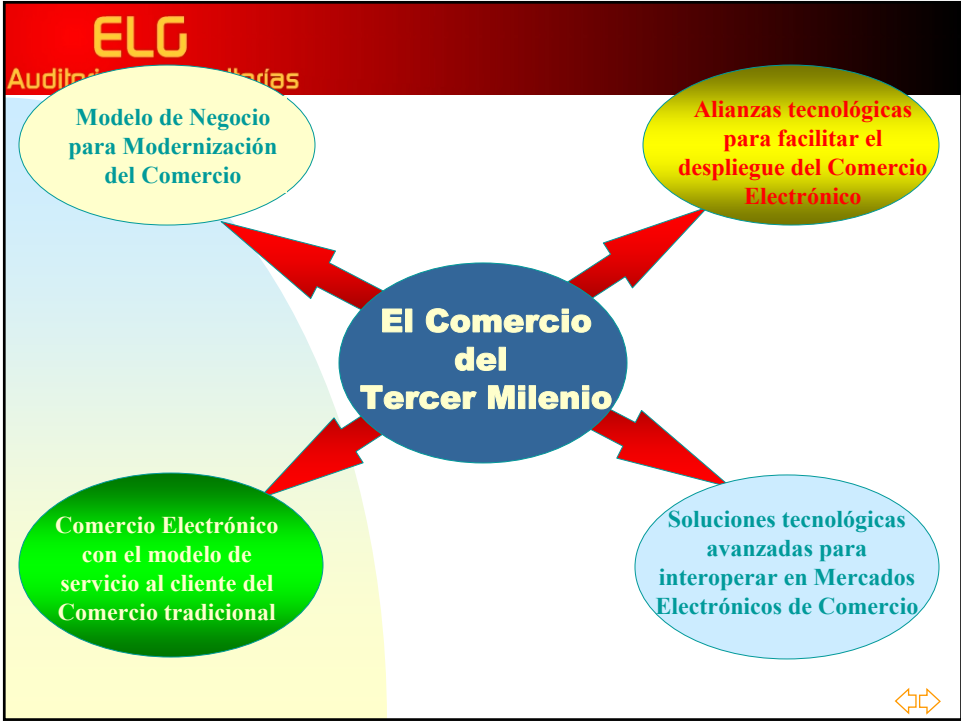 ELG
Modelo de Negocio
para Modernización
del Comercio
Alianzas tecnológicas
para facilitar el
despliegue del Comercio
Electrónico
El Comercio
del
Tercer Milenio
Comercio Electrónico
con el modelo de
servicio al cliente del
Comercio tradicional
Soluciones tecnológicas
avanzadas para
interoperar en Mercados
Electrónicos de Comercio